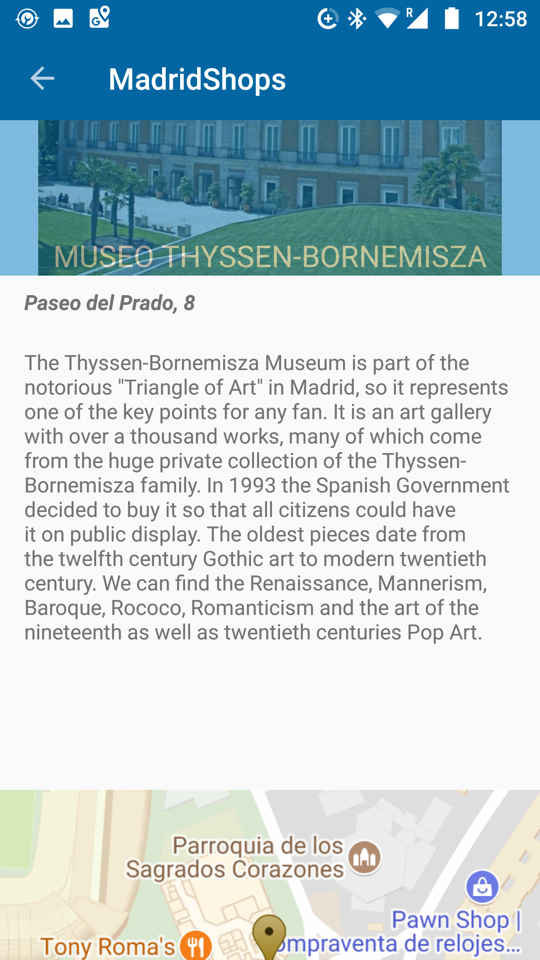 R
12:58
MadridShops
MUSEO THYSSEN-BORNEMISZA
Paseo del Prado, 8
The Thyssen-Bornemisza Museum is part of the
notorious "Triangle of Art" in Madrid, so it represents
one of the key points for any fan. It is an art gallery
with over a thousand works, many of which come
from the huge private collection of the Thyssen-
Bornemisza family. In 1993 the Spanish Government
decided to buy it so that all citizens could have
it on public display. The oldest pieces date from
the twelfth century Gothic art to modern twentieth
century. We can find the Renaissance, Mannerism,
Baroque, Rococo, Romanticism and the art of the
nineteenth as well as twentieth centuries Pop Art.
Parroquia de los
Sagrados Corazones
Pawn Shop |
ompraventa de relojes...
Tony Roma's